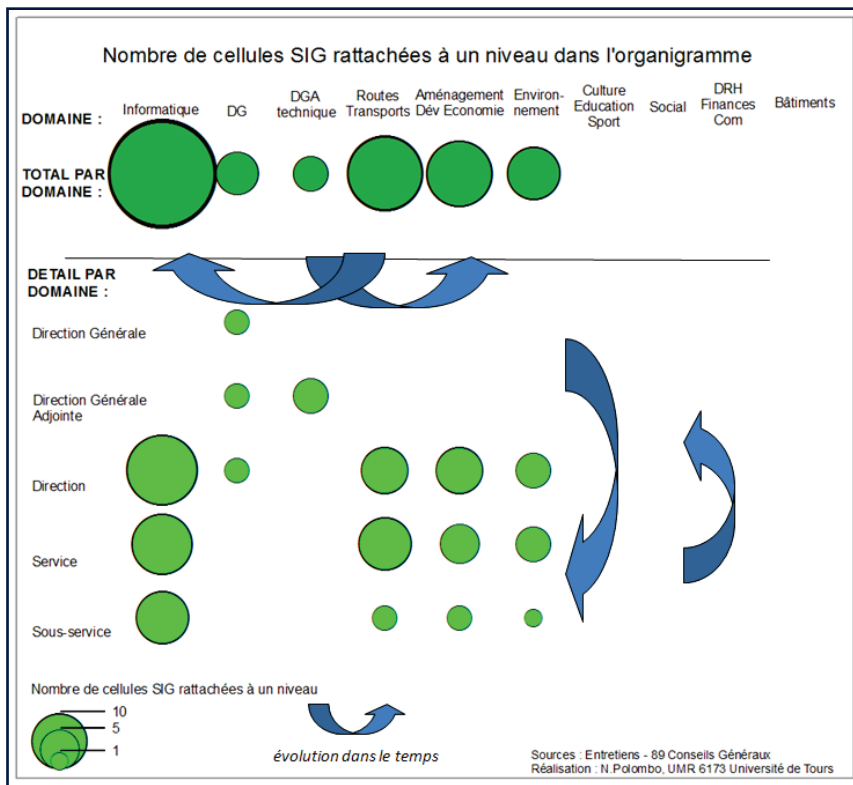 Nombre de cellules SIG rattachées à un niveau dans l'organigramme
DOMAINE :
Informatique
DG
DGA
technique
Routes
Transports
Aménagement
Dév Economie
Environ-
nement
Culture
Education
Sport
Social
DRH
Finances
Com
Bâtiments
TOTAL PAR
DOMAINE :
DETAIL PAR
DOMAINE :
Direction Générale
Direction Générale
Adjointe
Direction
Service
Sous-service
Nombre de cellules SIG rattachées à un niveau
10
5
1
évolution dans le temps
Sources : Entretiens - 89 Conseils Généraux
Réalisation : N.Polombo, UMR 6173 Université de Tours